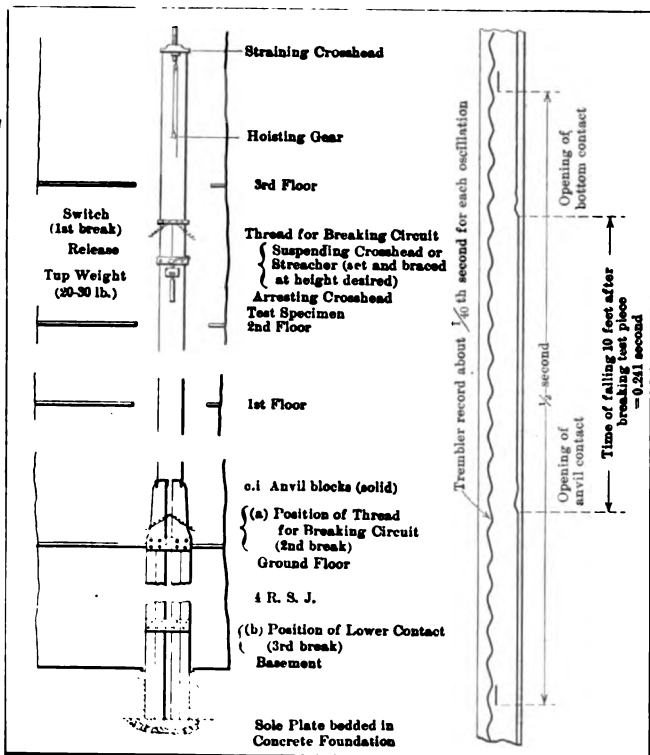 Straining Crosshead
Hoisting Gear
3rd Floor
Switch
(1st break)
Release
Tup Weight
(20-30 lb.)
Thread for Breaking Circuit
Suspending Crosshead or
Streacher (set and braced
at height desired)
Arresting Crosshead
Test Specimen
2nd Floor
1st Floor
c.i Anvil blocks (solid)
(a) Position of Thread
for Breaking Circuit
(2nd break)
Ground Floor
4 R. S. J.
(b) Position of Lower Contact
(3rd break)
Basement
Sole Plate bedded in
Concrete Foundation
Trembler record about 1/40 th second for each oscillation
1/2-second
Opening of
bottom contact
Opening of
anvil contact
Time of falling 10 feet after
breaking test piece
=0.241 second